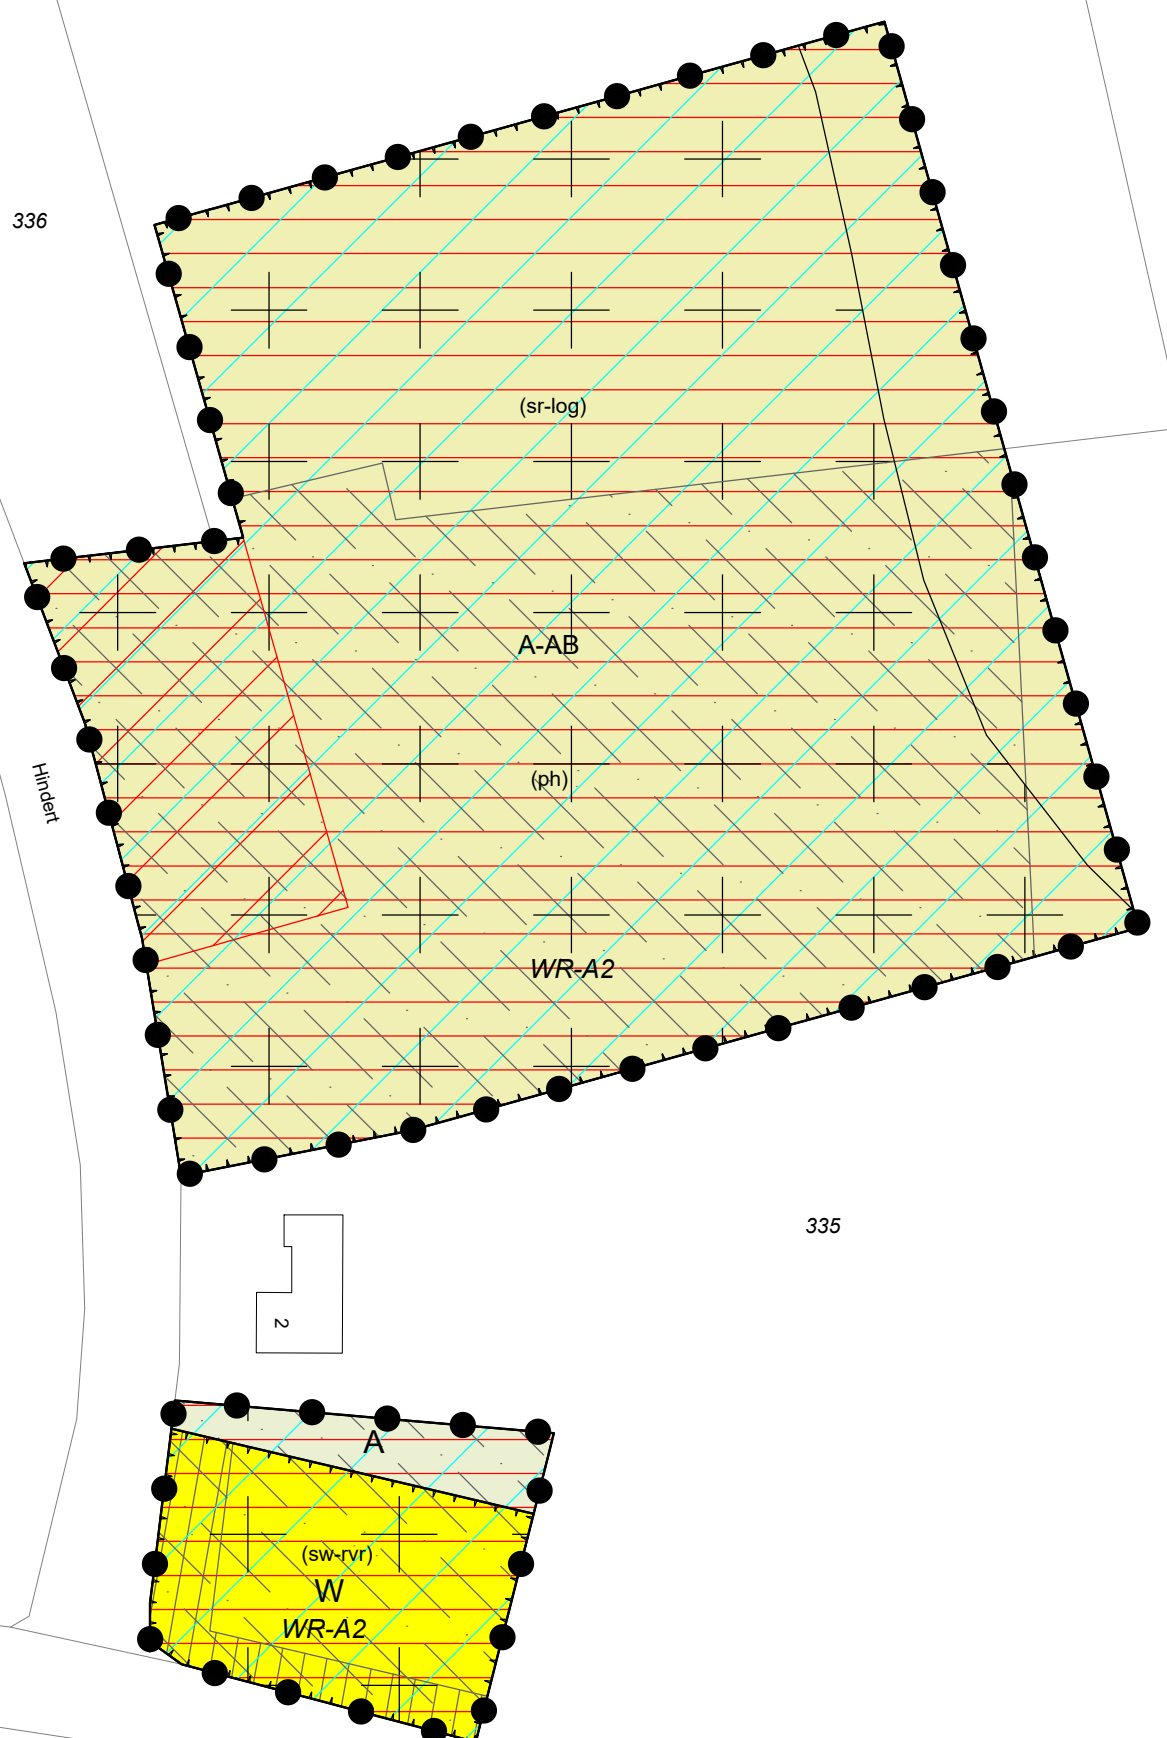 336
(sr-log)
A-AB
(ph)
Hindert
WR-A2
335
2
A
(sw-rvr)
W
WR-A2